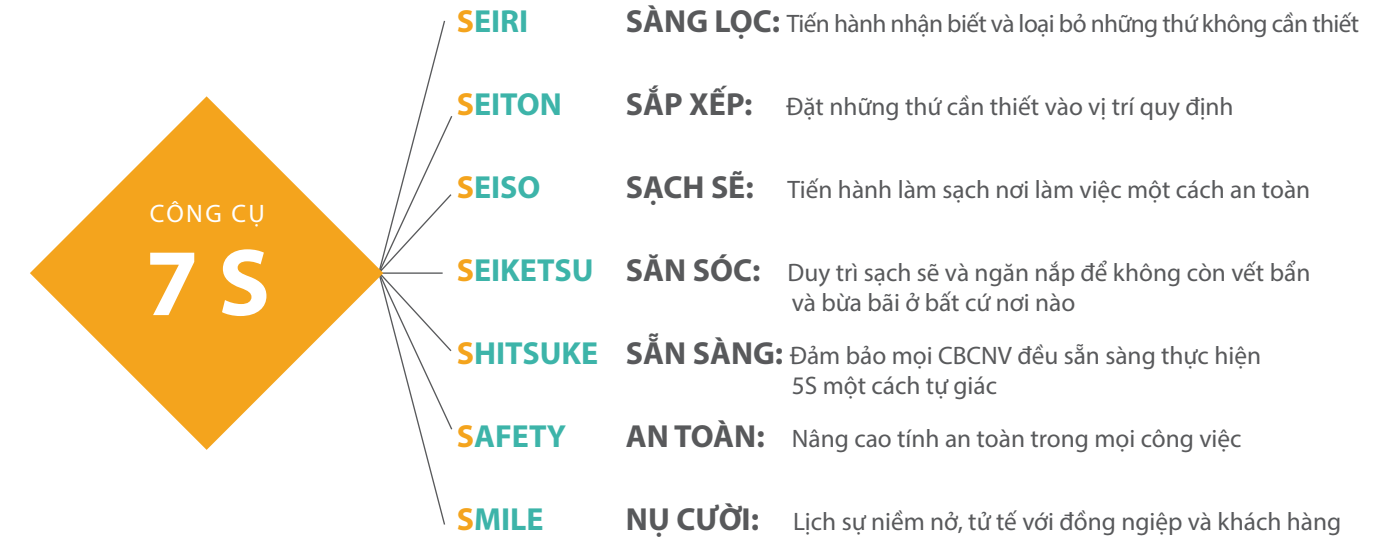 CÔNG CỤ
7 S
SEIRI SÀNG LỌC: Tiến hành nhận biết và loại bỏ những thứ không cần thiết
SEITON SẮP XẾP: Đặt những thứ cần thiết vào vị trí quy định
SEISO SẠCH SẼ: Tiến hành làm sạch nơi làm việc một cách an toàn
SEIKETSU SĂN SÓC: Duy trì sạch sẽ và ngăn nắp để không còn vết bẩn
và bừa bãi ở bất cứ nơi nào
SHITSUKE SẴN SÀNG: Đảm bảo mọi CBCNV đều sẵn sàng thực hiện
5S một cách tự giác
SAFETY AN TOÀN: Nâng cao tính an toàn trong mọi công việc
SMILE NỤ CƯỜI: Lịch sự niềm nở, tử tế với đồng ngiệp và khách hàng